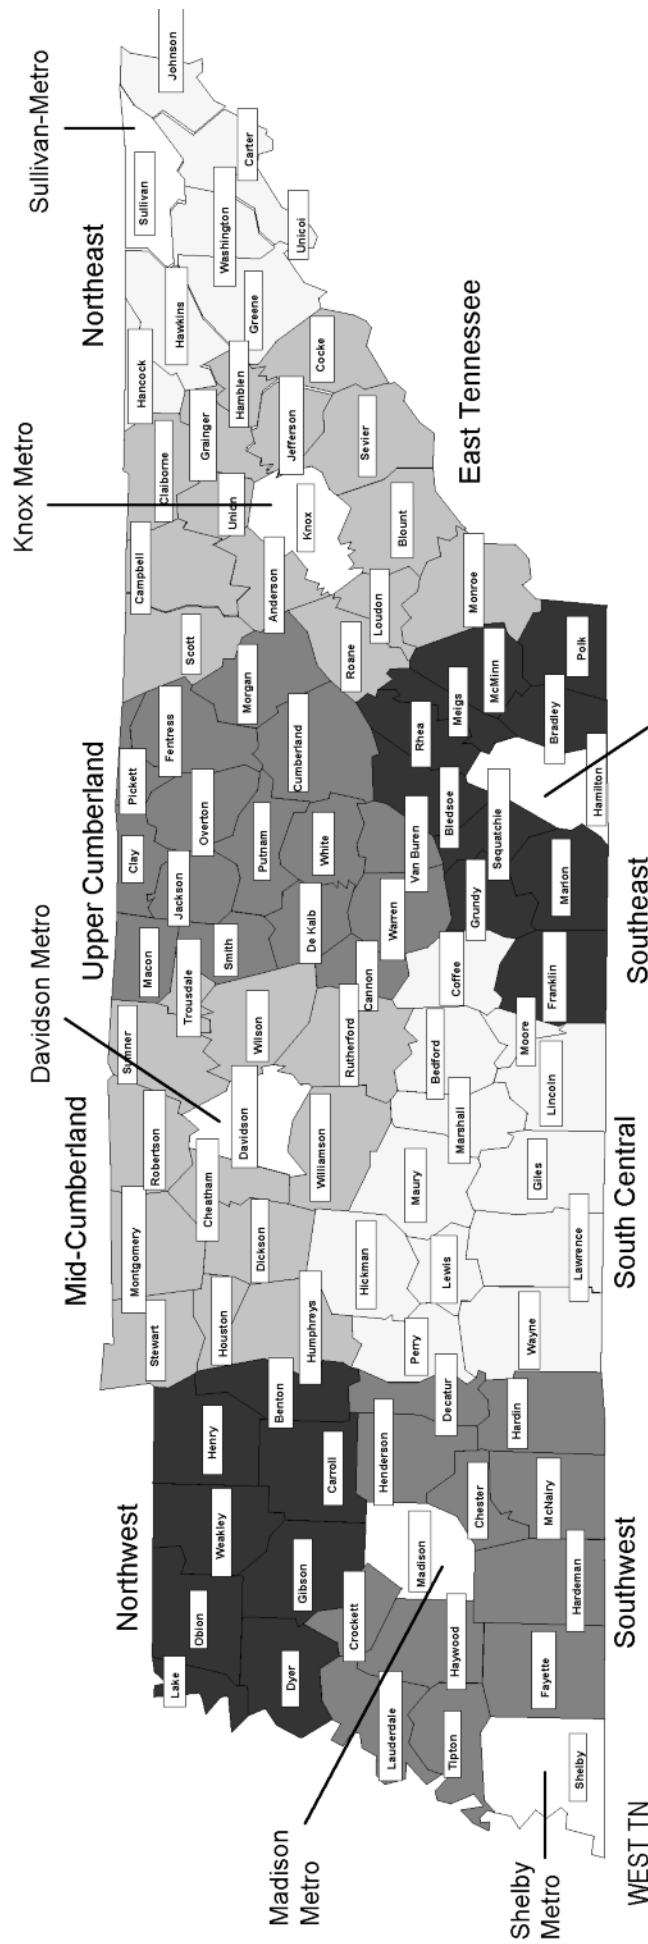 Sullivan-Metro
Knox Metro
Davidson Metro
Northeast
Upper Cumberland
Mid-Cumberland
Northwest
Johnson
Carter
Sullivan
Washington
Unicoi
Hawkins
Greene
Hancock
Hamblen
Cocke
Grainger
Jefferson
Claiborne
Sevier
Union
Knox
Campbell
Anderson
Blount
Scott
Loudon
Monroe
Roane
Morgan
Fentress
Cumberland
Pickett
Overton
Putnam
White
Van Buren
Clay
Jackson
De Kalb
Warren
Macon
Smith
Cannon
Trousdale
Rhea
Meigs
McMinn
Polk
Bradley
Hamilton
Bledsoe
Sequatchie
Grundy
Marion
Franklin
Sumner
Wilson
Rutherford
Robertson
Davidson
Williamson
Cheatham
Montgomery
Dickson
Stewart
Houston
Humphreys
Coffee
Bedford
Moore
Lincoln
Marshall
Maury
Giles
Hickman
Lewis
Lawrence
Perry
Wayne
Benton
Henry
Carroll
Weakley
Gibson
Obion
Lake
Dyer
Decatur
Henderson
Hardin
Chester
McNairy
Madison
Crockett
Haywood
Hardeman
Lauderdale
Tipton
Fayette
Shelby
East Tennessee
Southeast
South Central
Southwest
Madison
Metro
Shelby
Metro
WEST TN